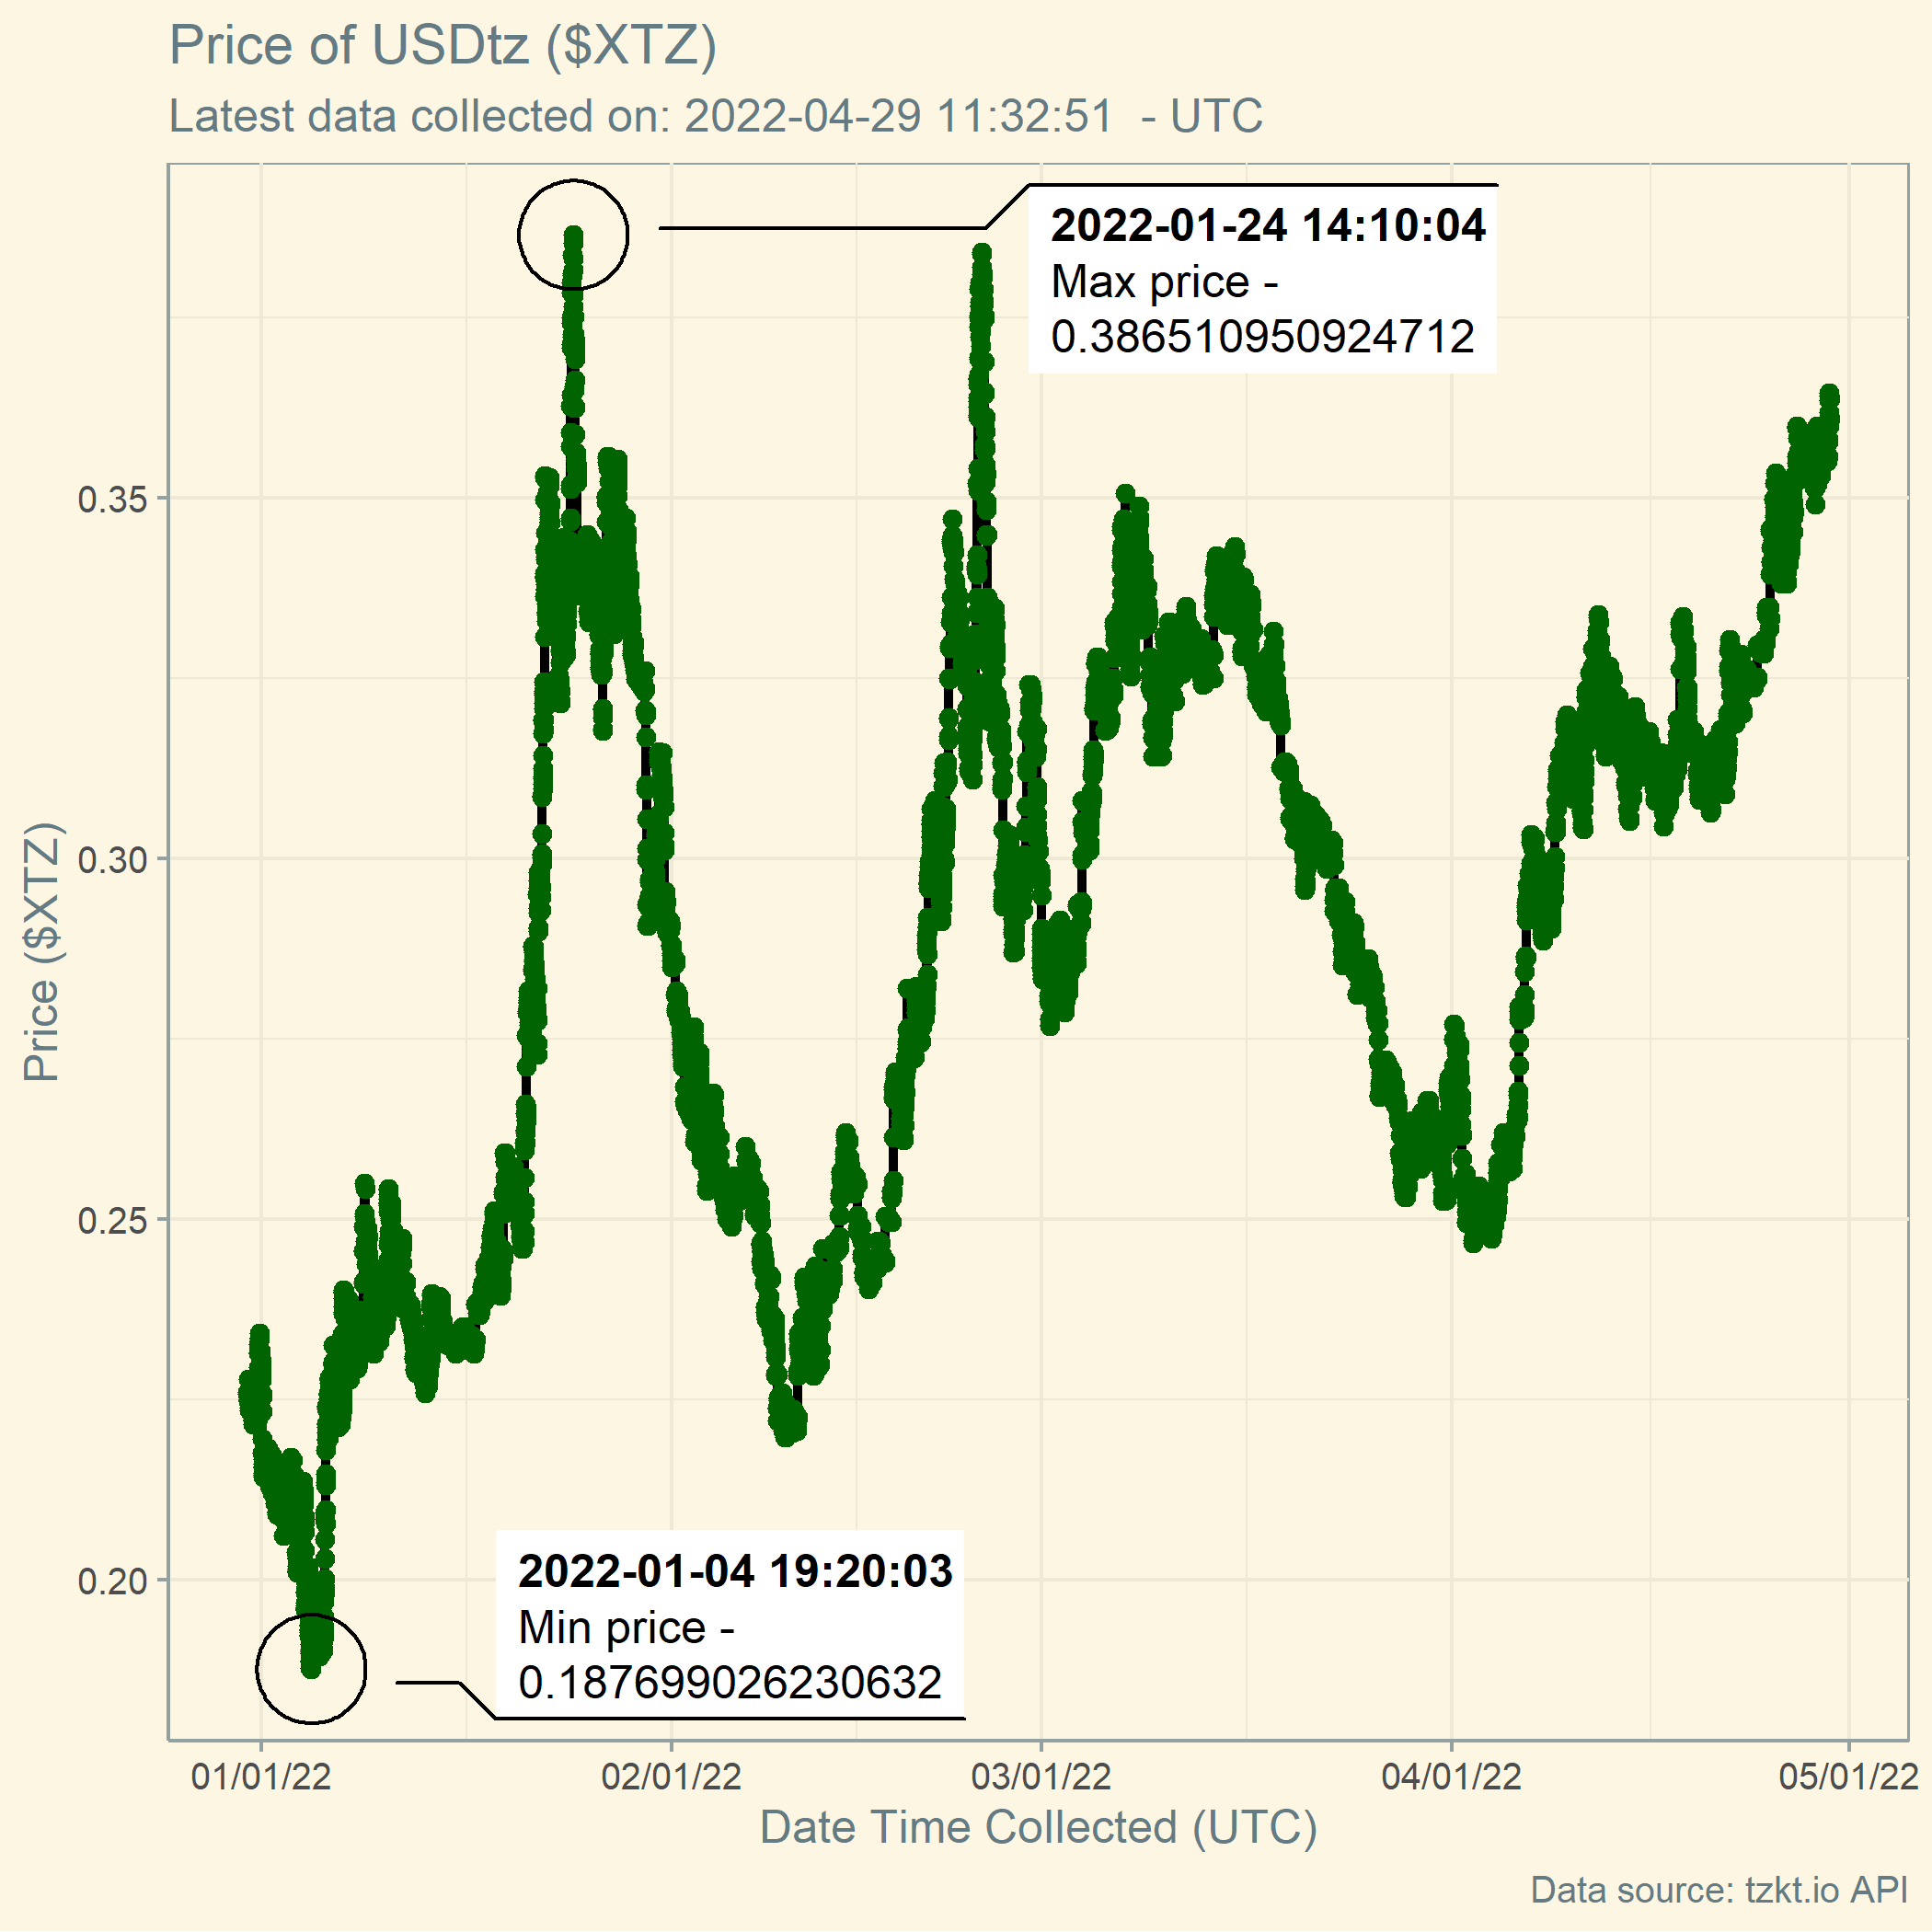 Price of USDtz ($XTZ)
Latest data collected on: 2022-04-29 11:32:51  - UTC
2022-01-24 14:10:04
Max price -
0.386510950924712
0.35
0.30
0.25
0.20
Price ($XTZ)
2022-01-04 19:20:03
Min price -
0.187699026230632
01/01/22 02/01/22 03/01/22 04/01/22 05/01/22
Date Time Collected (UTC)
Data source: tzkt.io API